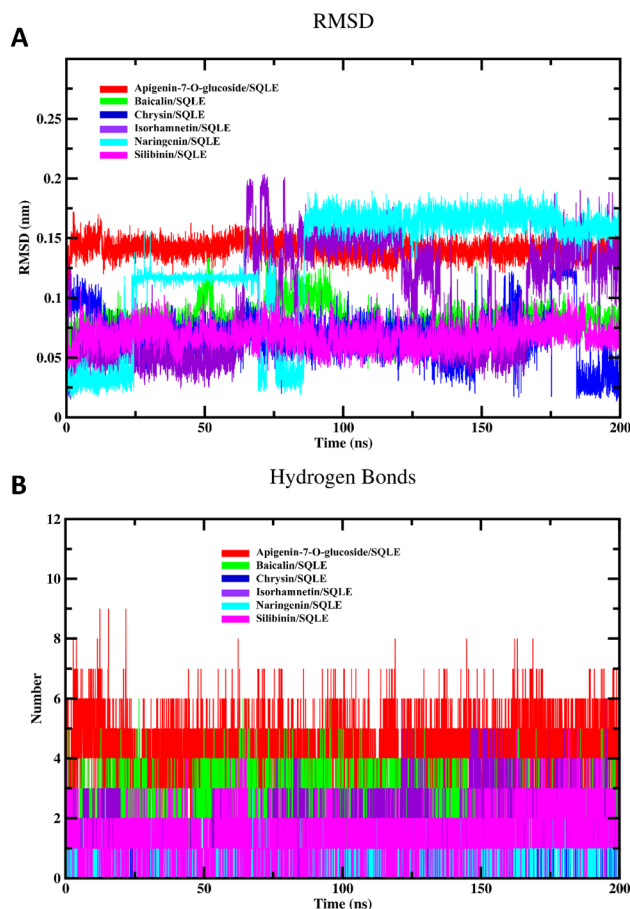 RMSD
A
Apigenin-7-O-glucoside/SQLE
Baicalin/SQLE
Chrysin/SQLE
Isorhamnetin/SQLE
Naringenin/SQLE
Silibinin/SQLE
RMSD (nm)
0.25
0.2
0.15
0.1
0.05
0
0 50 100 150 200
Time (ns)
Hydrogen Bonds
B
Apigenin-7-O-glucoside/SQLE
Baicalin/SQLE
Chrysin/SQLE
Isorhamnetin/SQLE
Naringenin/SQLE
Silibinin/SQLE
Number
12
10
8
6
4
2
0
0 50 100 150 200
Time (ns)